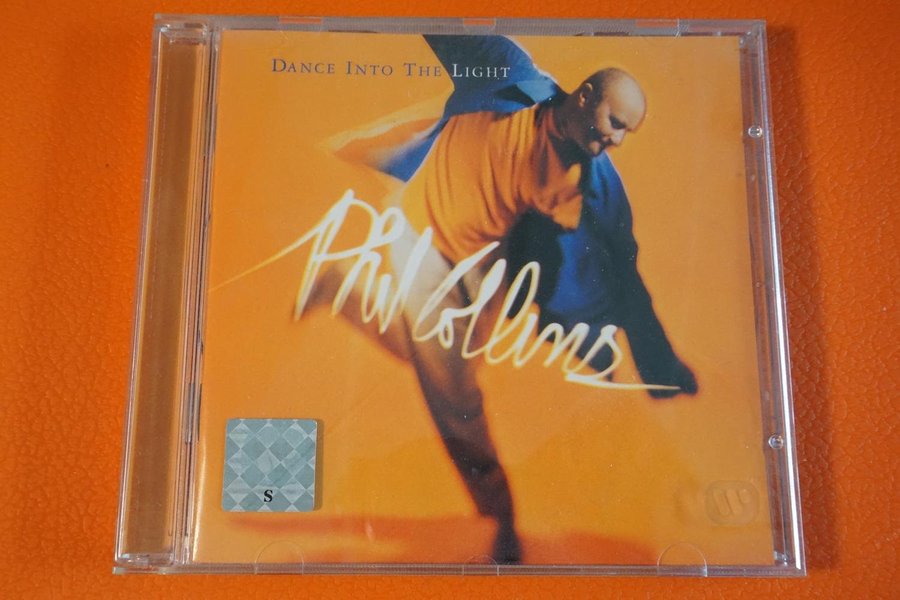 DANCE INTO THE LIGHT
Phil Collins
S